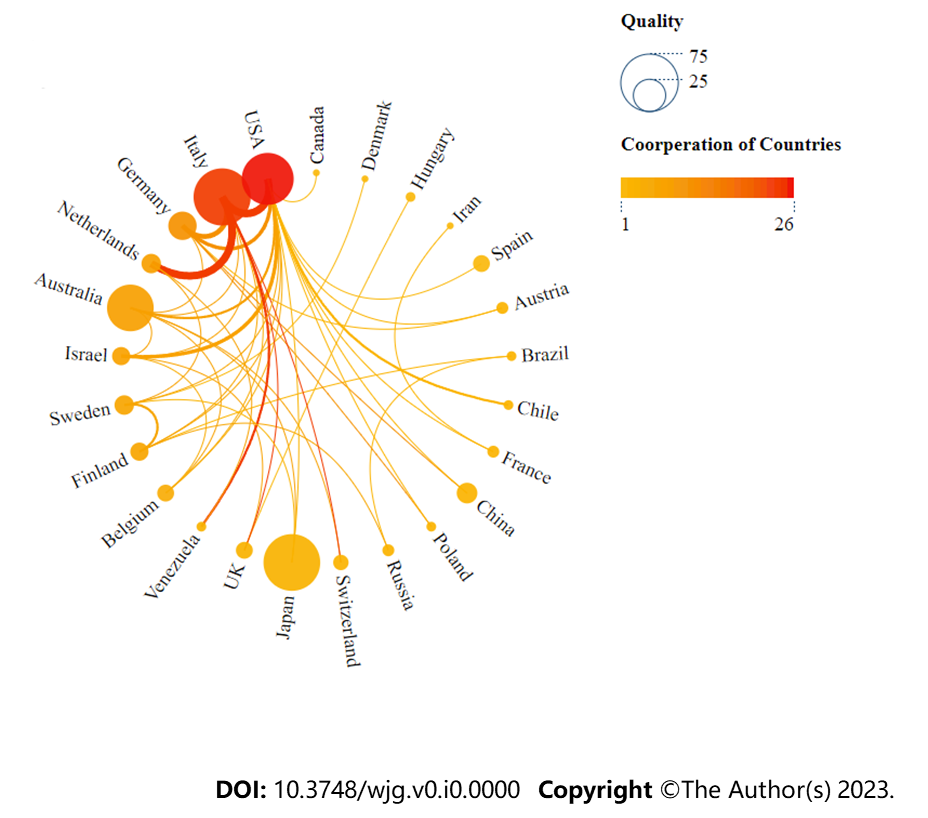 Quality
75
25
Coorperation of Countries
1
26
USA
Canada
Denmark
Hungary
Iran
Spain
Austria
Brazil
Chile
France
China
Poland
Russia
Switzerland
Japan
UK
Venezuela
Belgium
Finland
Sweden
Israel
Australia
Netherlands
Germany
Italy
DOI: 10.3748/wjg.v0.i0.0000 Copyright ©The Author(s) 2023.